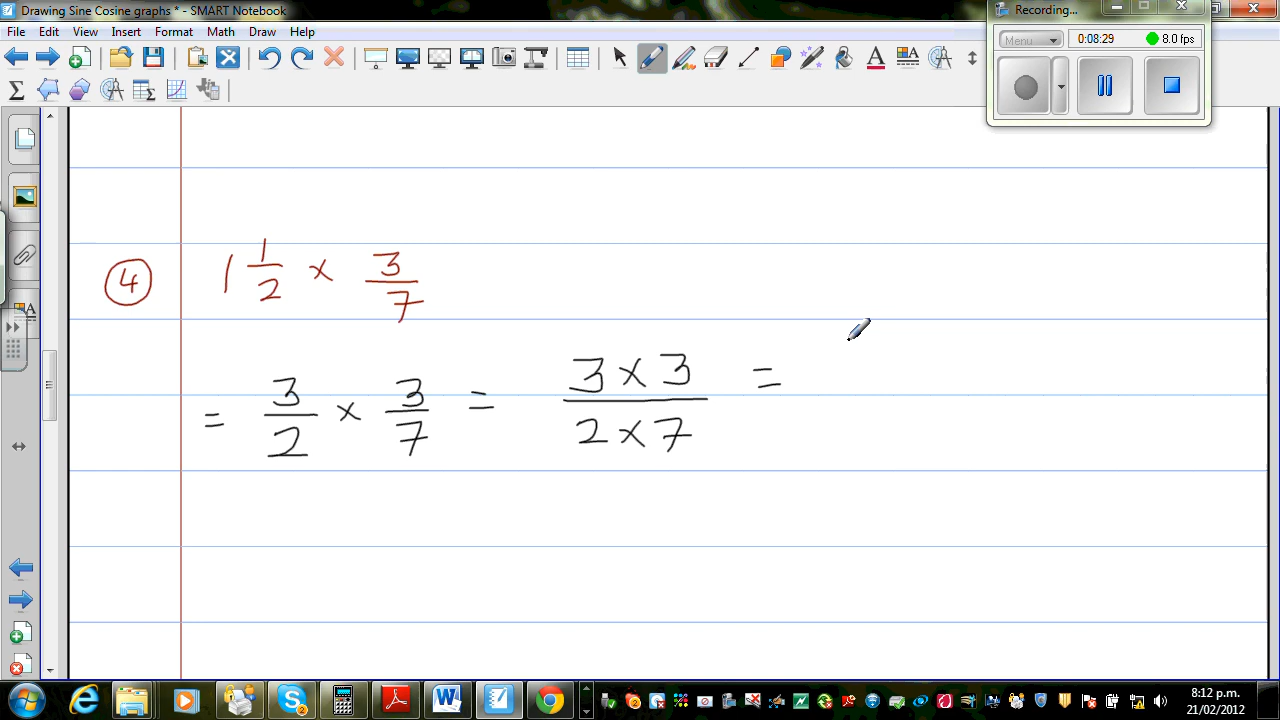 Drawing Sine Cosine graphs * - SMART Notebook
Recording...
File Edit View Insert Format Math Draw Help
Menu 0:08:29 8.0 fps
④ 1 1/2 × 3/7
= 3/2 × 3/7 = 3 × 3 / 2 × 7 =
8:12 p.m.
21/02/2012